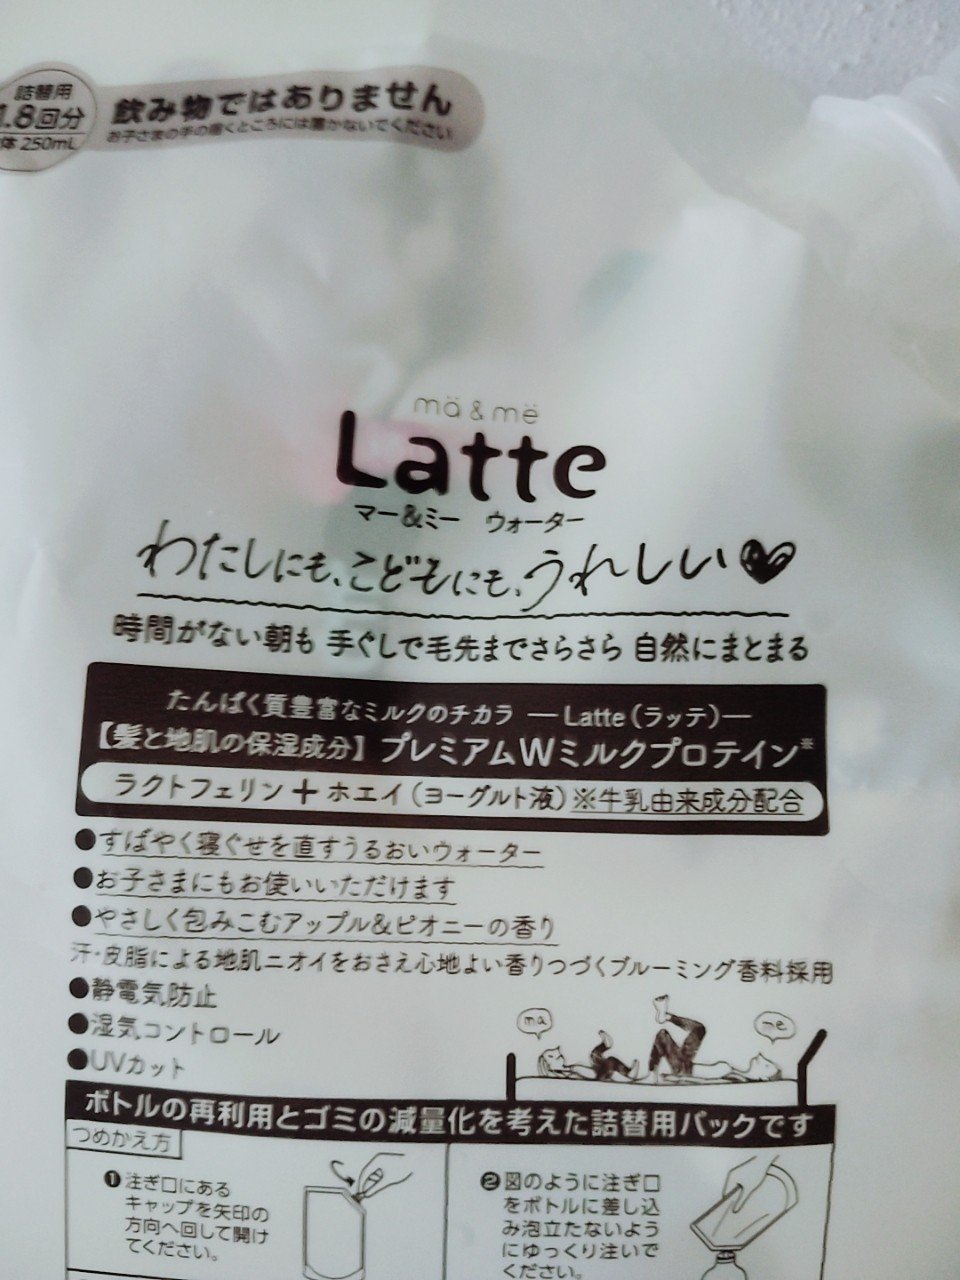 詰替用
1.8回分
体 250mL
飲み物ではありません
お子さまの手の届くところには置かないでください
mä & më
Latte
マー&ミー ウォーター
わたしにも、こどもにも、うれしい
時間がない朝も 手ぐしで毛先までさらさら 自然にまとまる
たんぱく質豊富なミルクのチカラ ―Latte(ラッテ)―
【髪と地肌の保湿成分】プレミアムWミルクプロテイン※
ラクトフェリン+ホエイ(ヨーグルト液)※牛乳由来成分配合
●すばやく寝ぐせを直すうるおいウォーター
●お子さまにもお使いいただけます
●やさしく包みこむアップル&ピオニーの香り
汗・皮脂による地肌ニオイをおさえ心地よい香りつづくブルーミング香料採用
●静電気防止
●湿気コントロール
●UVカット
ma
me
ボトルの再利用とゴミの減量化を考えた詰替用パックです
つめかえ方
❶注ぎ口にある
キャップを矢印の
方向へ回して開け
てください。
❷図のように注ぎ口
をボトルに差し込
み泡立たないよう
にゆっくり注いで
ください。